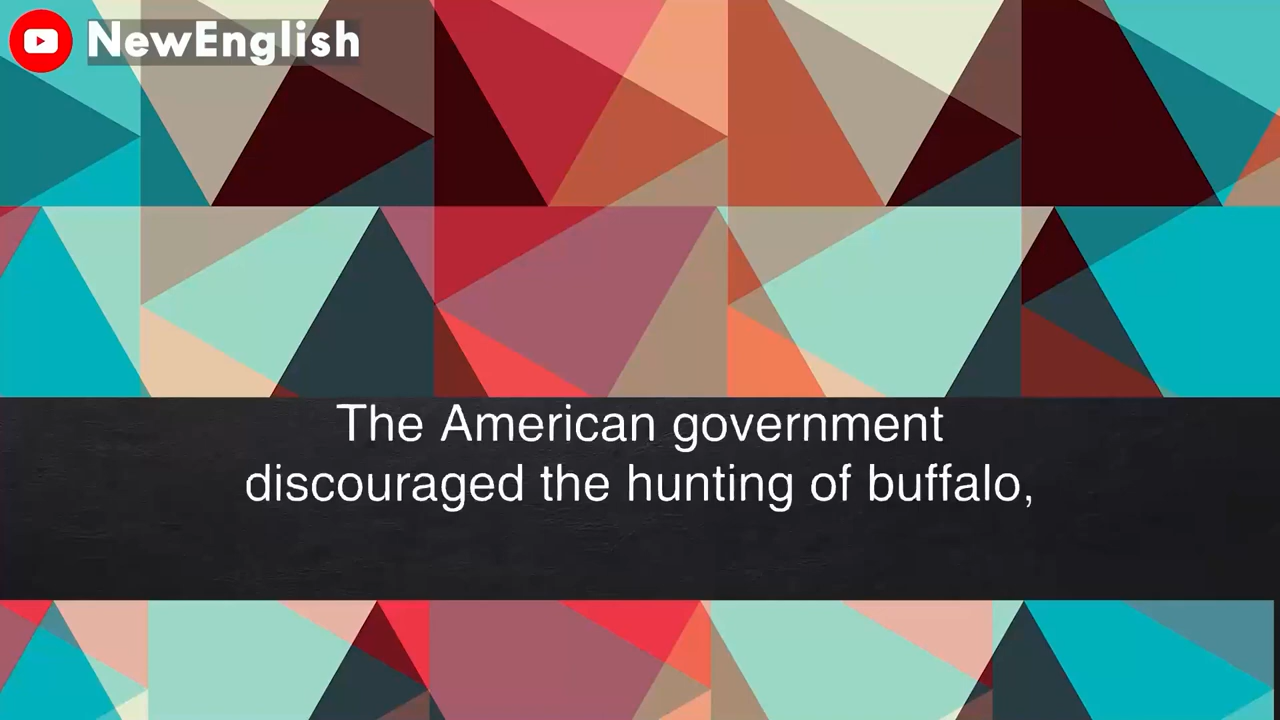 NewEnglish
The American government
discouraged the hunting of buffalo,